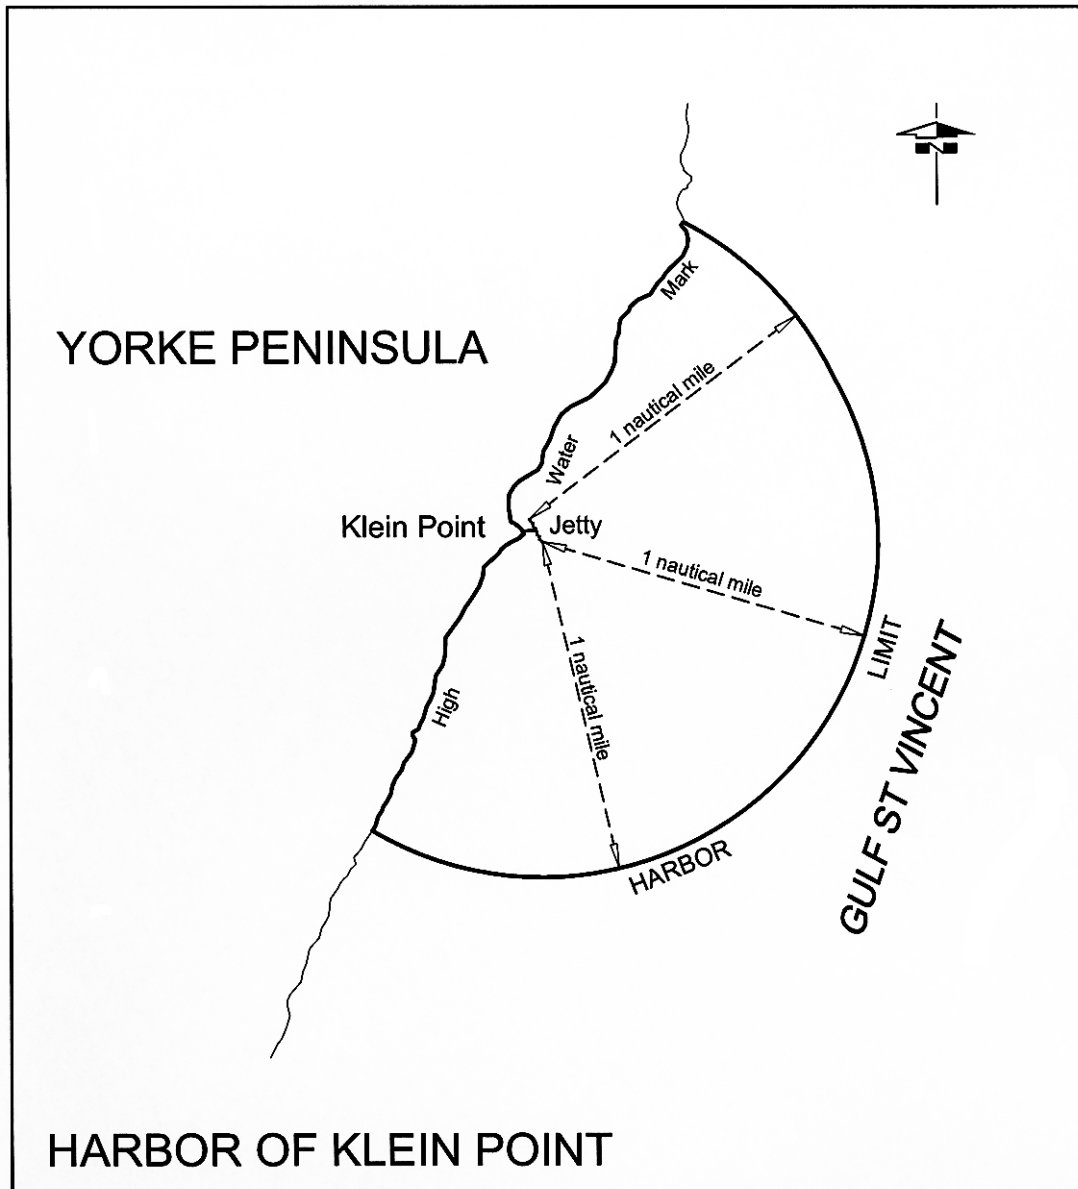 N
Mark
YORKE PENINSULA
1 nautical mile
Water
Klein Point
Jetty
1 nautical mile
LIMIT
1 nautical mile
High
GULF ST VINCENT
HARBOR
HARBOR OF KLEIN POINT